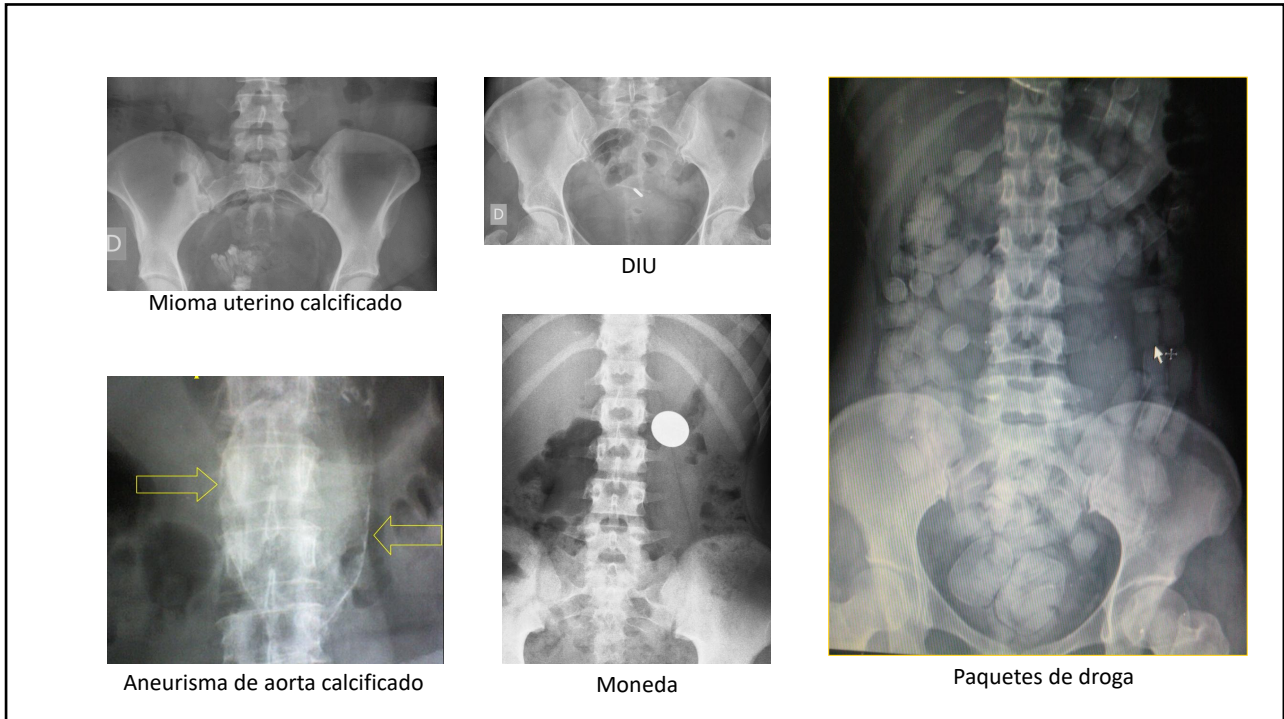 D
Mioma uterino calcificado
D
DIU
Aneurisma de aorta calcificado
Moneda
Paquetes de droga